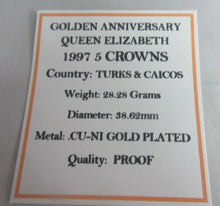 GOLDEN ANNIVERSARY
QUEEN ELIZABETH
1997 5 CROWNS
Country: TURKS & CAICOS
Weight: 28.28 Grams
Diameter: 38.62mm
Metal: .CU-NI GOLD PLATED
Quality: PROOF